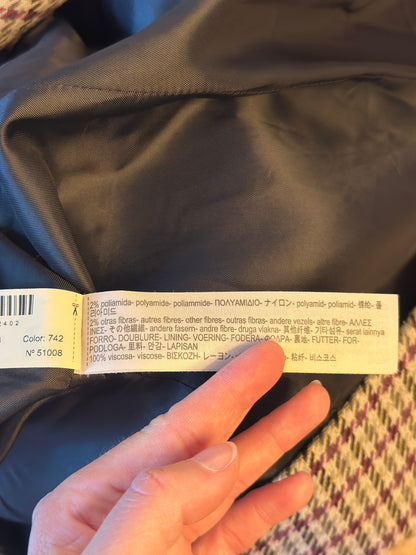 2402
Color: 742
Nº 51008
2% poliamida- polyamide- poliammide- ΠΟΛΥΑΜΙΔΙΟ- ナイロン- polyamid- poliamid- 锦纶- 폴
리아미드
2% otras fibras- autres fibres- other fibres- outras fibras- andere vezels- altre fibre- ΑΛΛΕΣ
ΙΝΕΣ- その他繊維- andere fasern- andre fibre- druga vlakna- 其他纤维- 기타섬유- serat lainnya
FORRO- DOUBLURE- LINING- VOERING- FODERA- ΦΟΔΡΑ- 裏地- FUTTER- FOR-
PODLOGA- 里料- 안감- LAPISAN
100% viscosa- viscose- ΒΙΣΚΟΖΗ- レーヨン- 粘纤- 비스코스